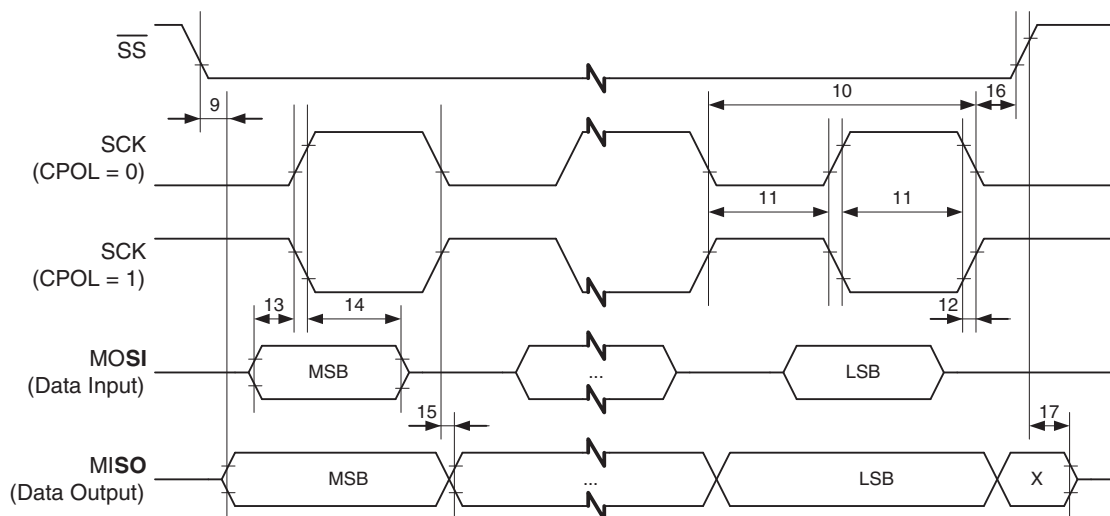 SS
9
10
16
SCK
(CPOL = 0)
11
11
SCK
(CPOL = 1)
13
14
12
MOSI
(Data Input)
MSB
...
LSB
15
17
MISO
(Data Output)
MSB
...
LSB
X